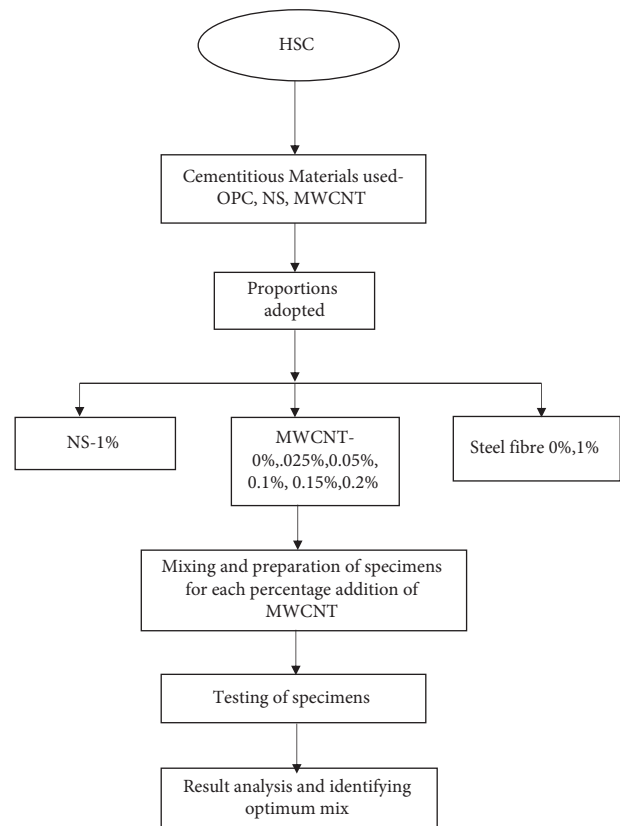 HSC
Cementitious Materials used-
OPC, NS, MWCNT
Proportions
adopted
NS-1%
MWCNT-
0%,.025%,0.05%,
0.1%, 0.15%,0.2%
Steel fibre 0%,1%
Mixing and preparation of specimens
for each percentage addition of
MWCNT
Testing of specimens
Result analysis and identifying
optimum mix